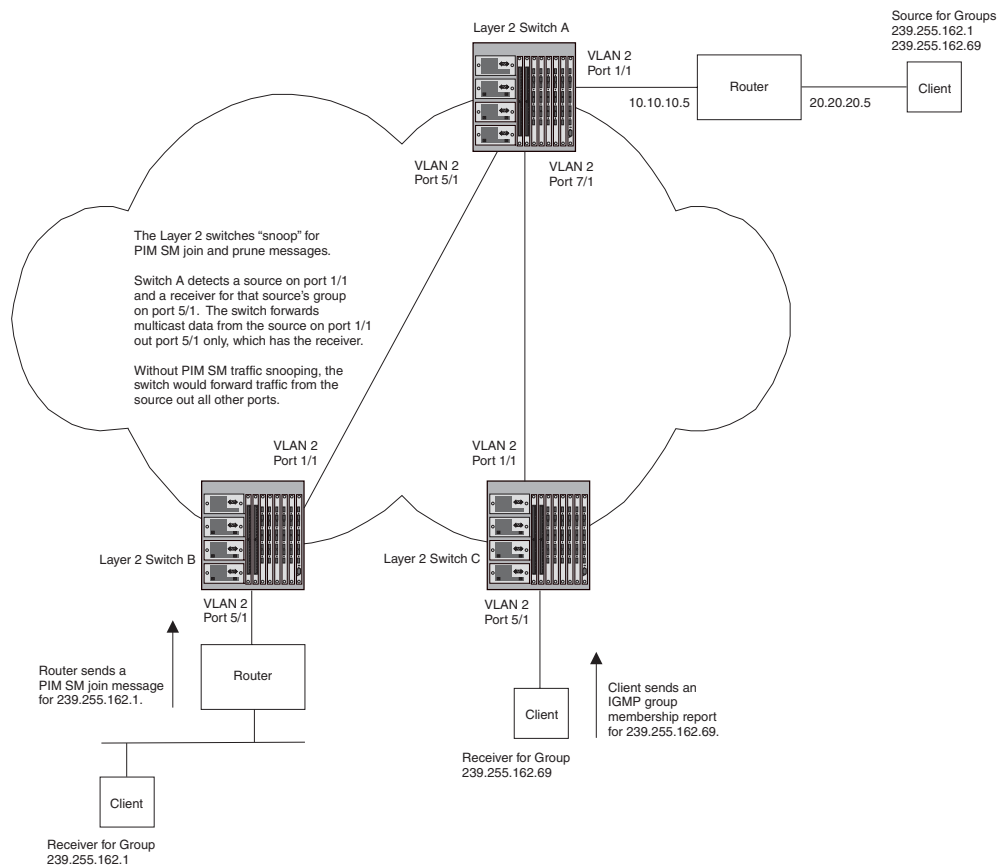 Layer 2 Switch A
Source for Groups
239.255.162.1
239.255.162.69
VLAN 2
Port 1/1
Router
Client
10.10.10.5
20.20.20.5
VLAN 2
Port 5/1
VLAN 2
Port 7/1
The Layer 2 switches “snoop” for
PIM SM join and prune messages.
Switch A detects a source on port 1/1
and a receiver for that source’s group
on port 5/1.  The switch forwards
multicast data from the source on port 1/1
out port 5/1 only, which has the receiver.
Without PIM SM traffic snooping, the
switch would forward traffic from the
source out all other ports.
VLAN 2
Port 1/1
VLAN 2
Port 1/1
Layer 2 Switch B
Layer 2 Switch C
VLAN 2
Port 5/1
VLAN 2
Port 5/1
Router sends a
PIM SM join message
for 239.255.162.1.
Router
Client
Client sends an
IGMP group
membership report
for 239.255.162.69.
Receiver for Group
239.255.162.69
Client
Receiver for Group
239.255.162.1